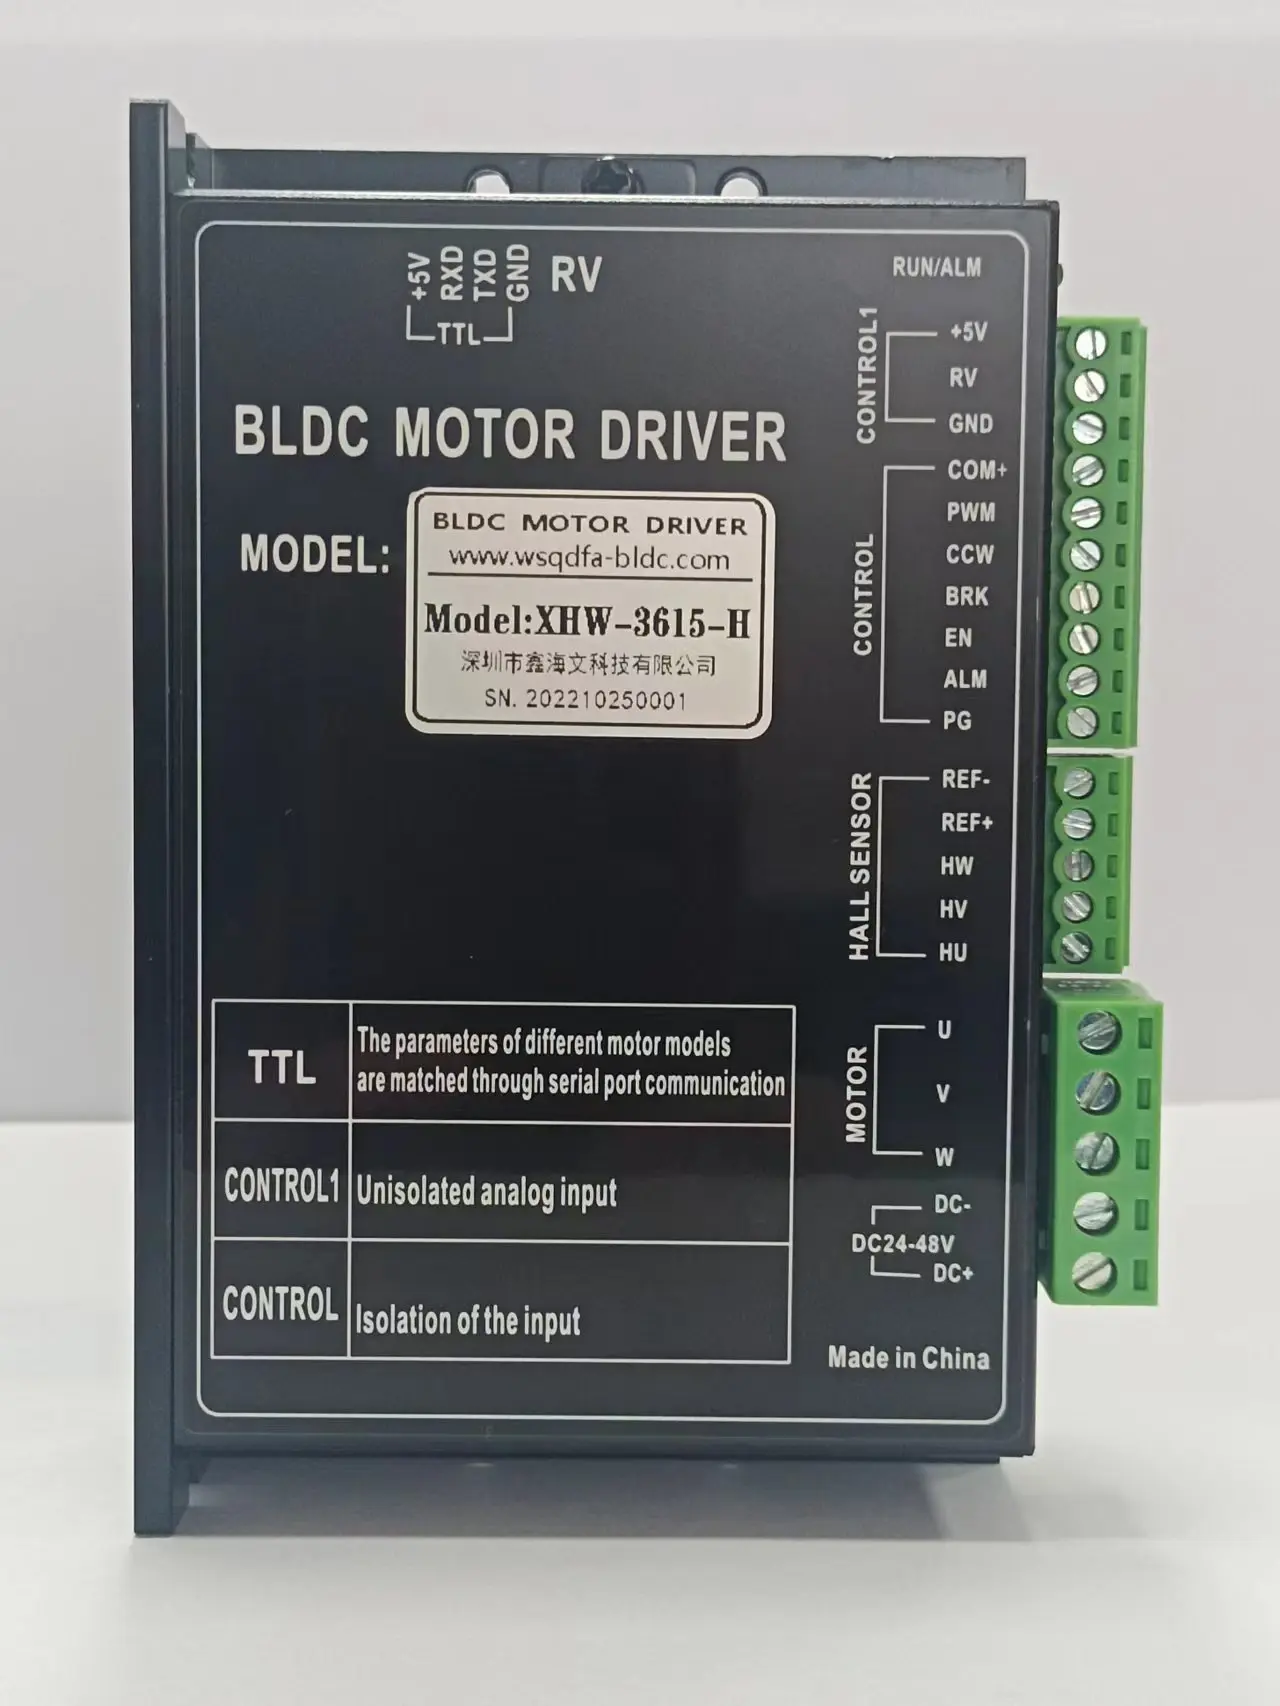 +5V
RXD
TXD
GND
TTL
RV
RUN/ALM
BLDC MOTOR DRIVER
MODEL:
BLDC MOTOR DRIVER
www.wsqdfa-bldc.com
Model:XHW-3615-H
深圳市鑫海文科技有限公司
SN. 202210250001
CONTROL1
+5V
RV
GND
CONTROL
COM+
PWM
CCW
BRK
EN
ALM
PG
HALL SENSOR
REF-
REF+
HW
HV
HU
MOTOR
U
V
W
DC-
DC24-48V
DC+
TTL
The parameters of different motor models
are matched through serial port communication
CONTROL1
Unisolated analog input
CONTROL
Isolation of the input
Made in China